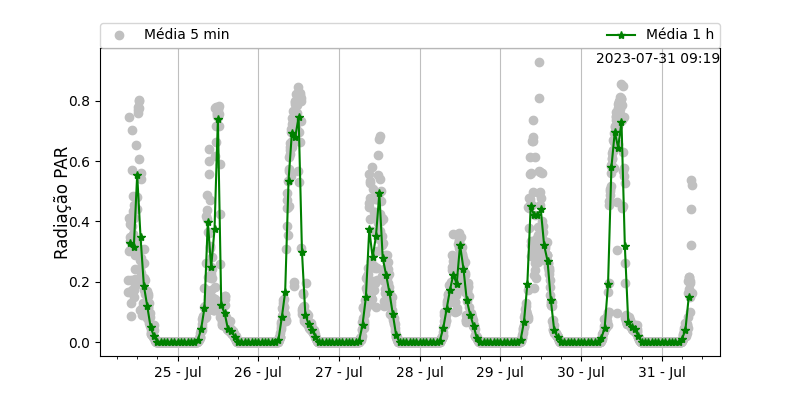 Média 5 min
Média 1 h
2023-07-31 09:19
Radiação PAR
0.8
0.6
0.4
0.2
0.0
25 - Jul
26 - Jul
27 - Jul
28 - Jul
29 - Jul
30 - Jul
31 - Jul